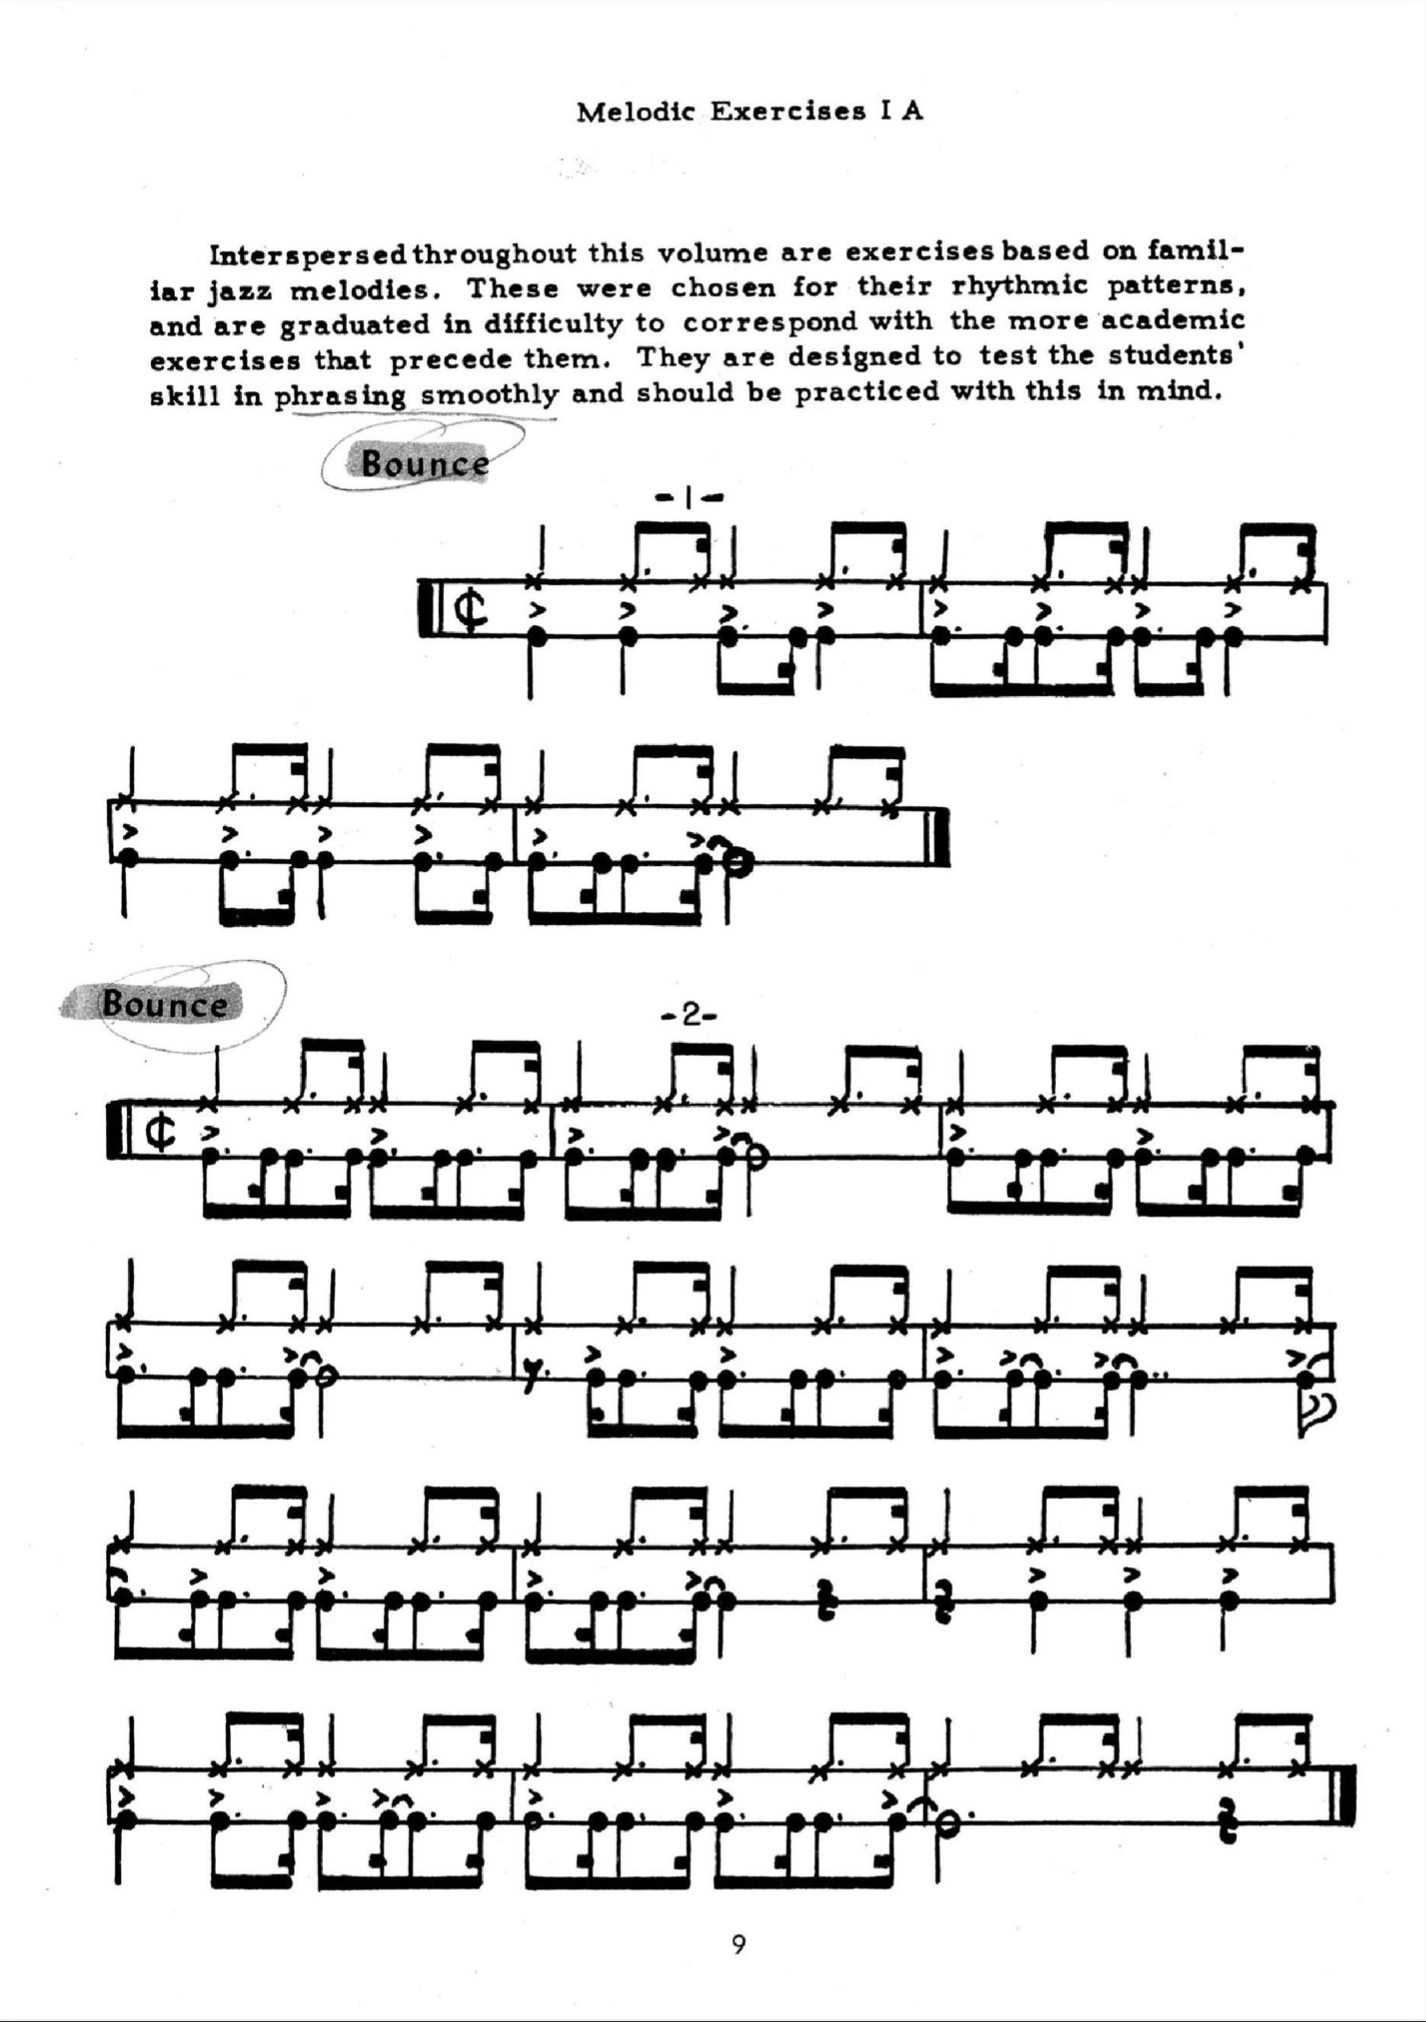 Melodic Exercises I A
Interspersed throughout this volume are exercises based on famil-
iar jazz melodies. These were chosen for their rhythmic patterns,
and are graduated in difficulty to correspond with the more academic
exercises that precede them. They are designed to test the students'
skill in phrasing smoothly and should be practiced with this in mind.
Bounce
-1-
Bounce
-2-
9